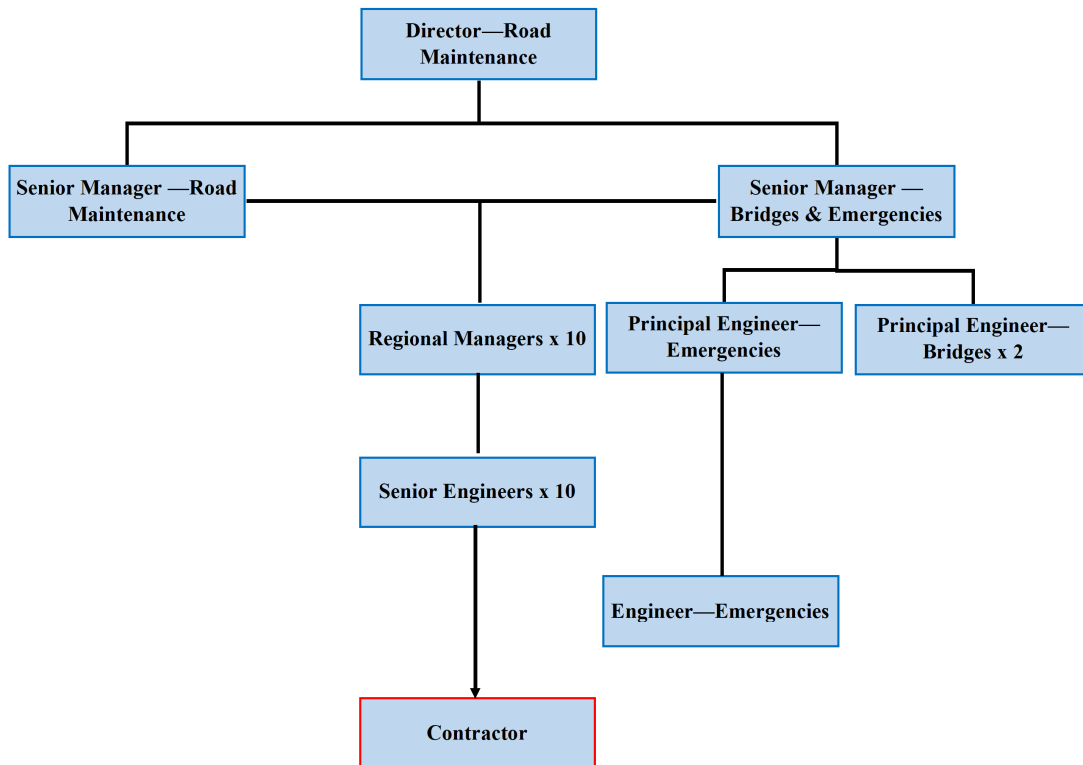 Director—Road
Maintenance
Senior Manager —Road
Maintenance
Senior Manager —
Bridges & Emergencies
Regional Managers x 10
Principal Engineer—
Emergencies
Principal Engineer—
Bridges x 2
Senior Engineers x 10
Engineer—Emergencies
Contractor